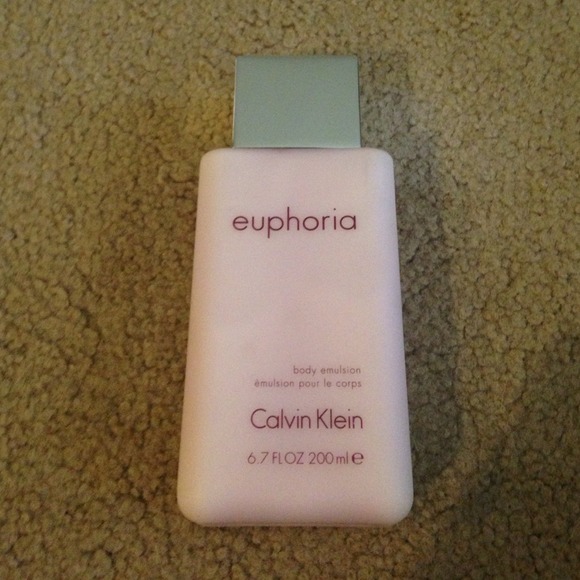 euphoria
body emulsion
émulsion pour le corps
Calvin Klein
6.7 FL OZ 200 ml ℮